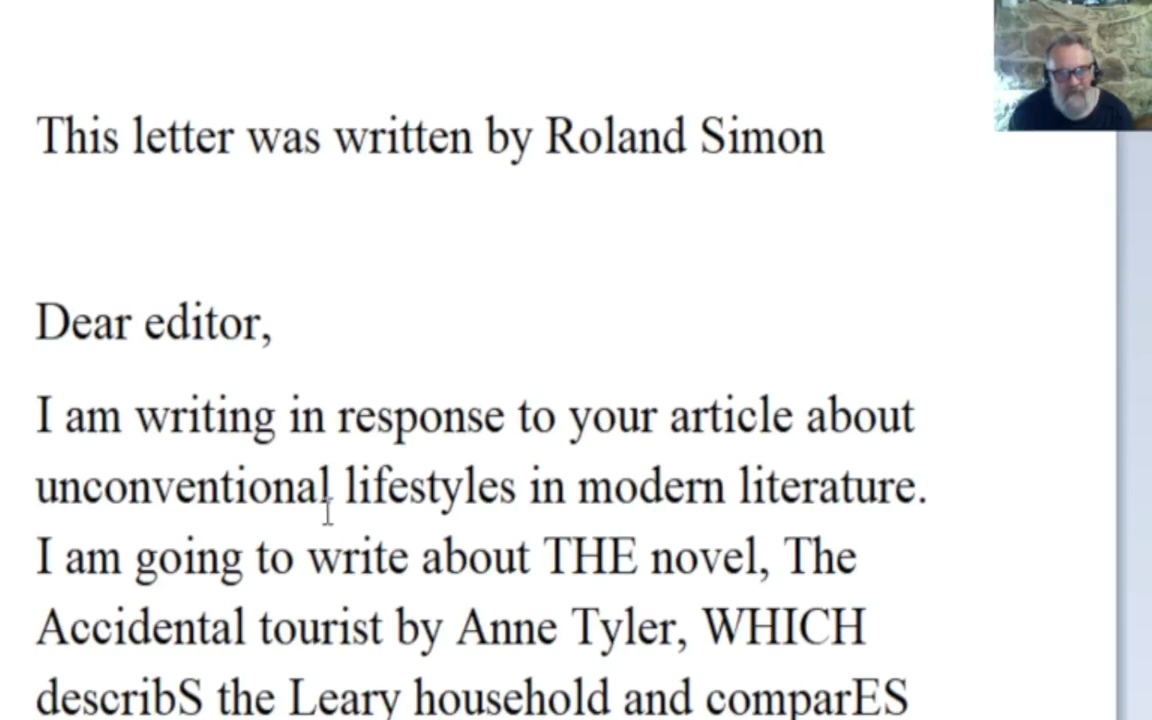 This letter was written by Roland Simon
Dear editor,
I am writing in response to your article about
unconventional lifestyles in modern literature.
I am going to write about THE novel, The
Accidental tourist by Anne Tyler, WHICH
describS the Leary household and comparES